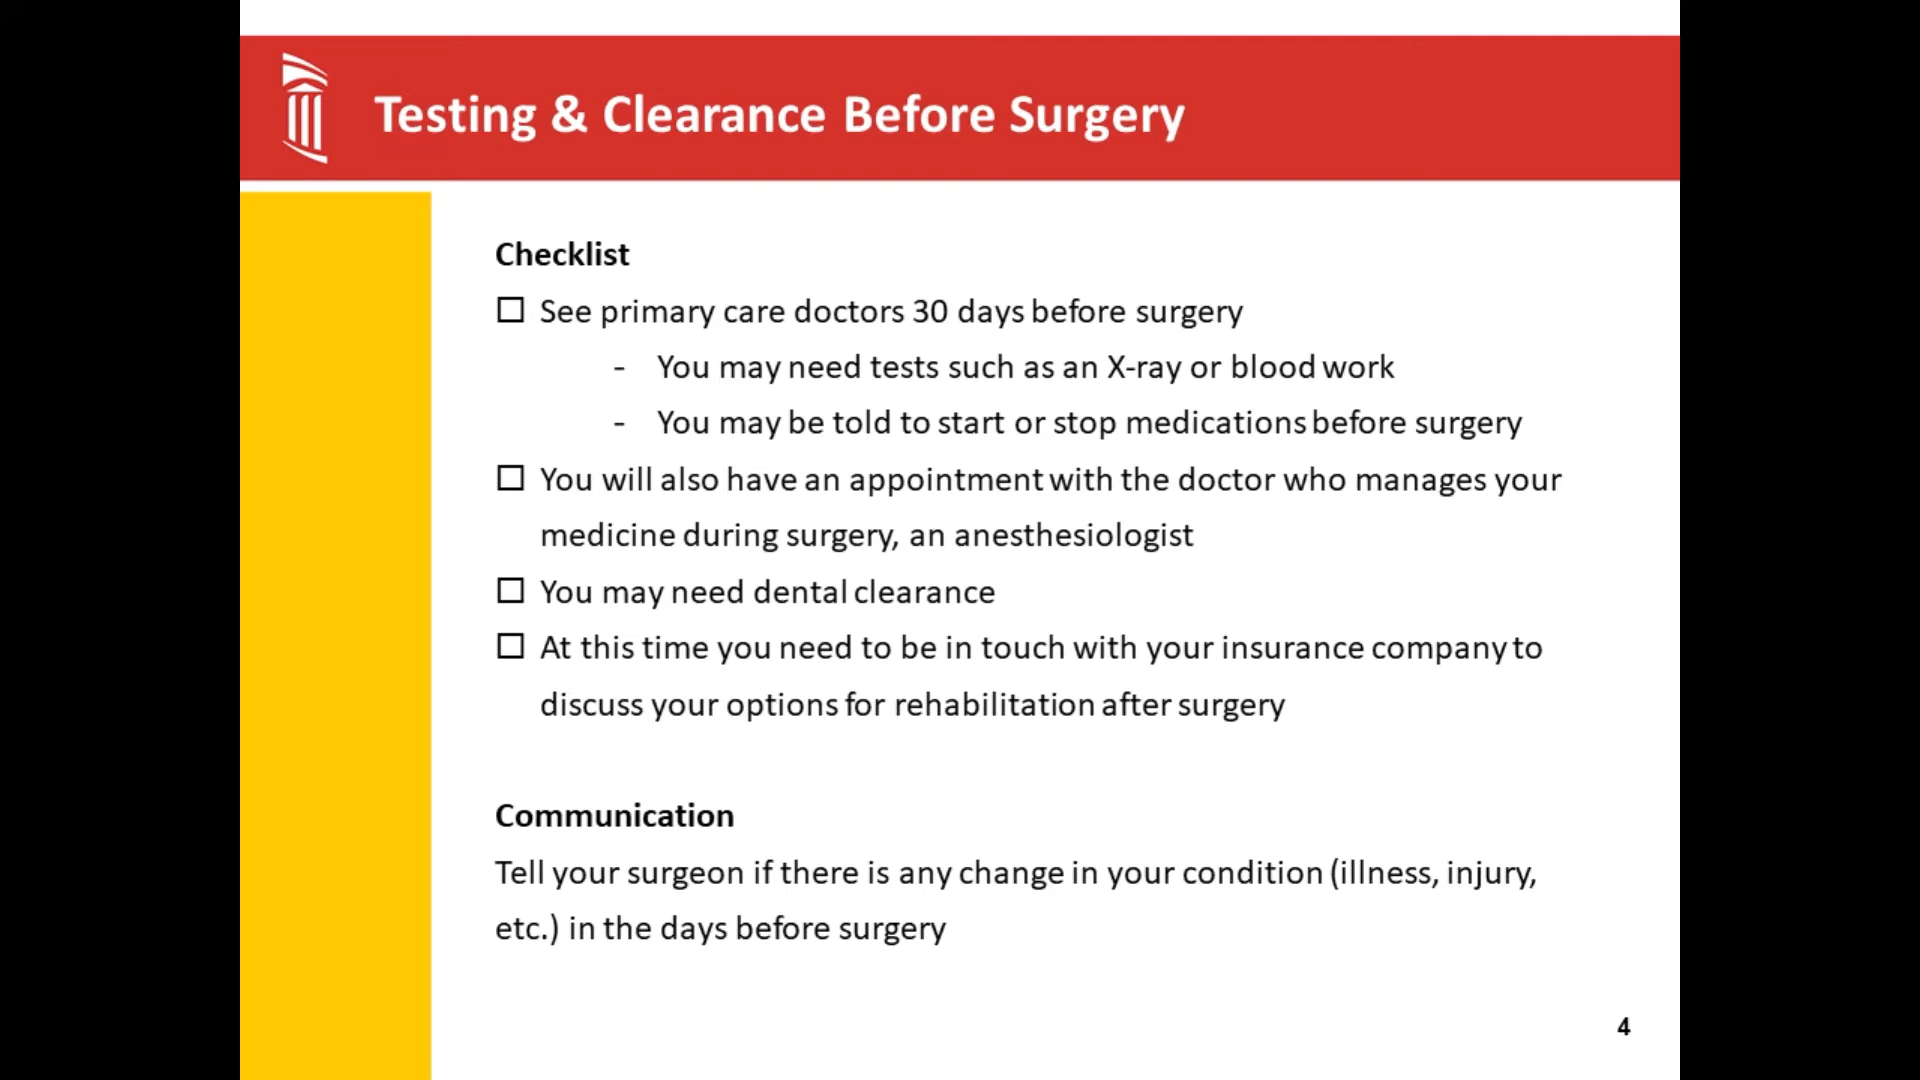 Testing & Clearance Before Surgery
Checklist
☐ See primary care doctors 30 days before surgery
- You may need tests such as an X-ray or blood work
- You may be told to start or stop medications before surgery
☐ You will also have an appointment with the doctor who manages your
medicine during surgery, an anesthesiologist
☐ You may need dental clearance
☐ At this time you need to be in touch with your insurance company to
discuss your options for rehabilitation after surgery
Communication
Tell your surgeon if there is any change in your condition (illness, injury,
etc.) in the days before surgery
4